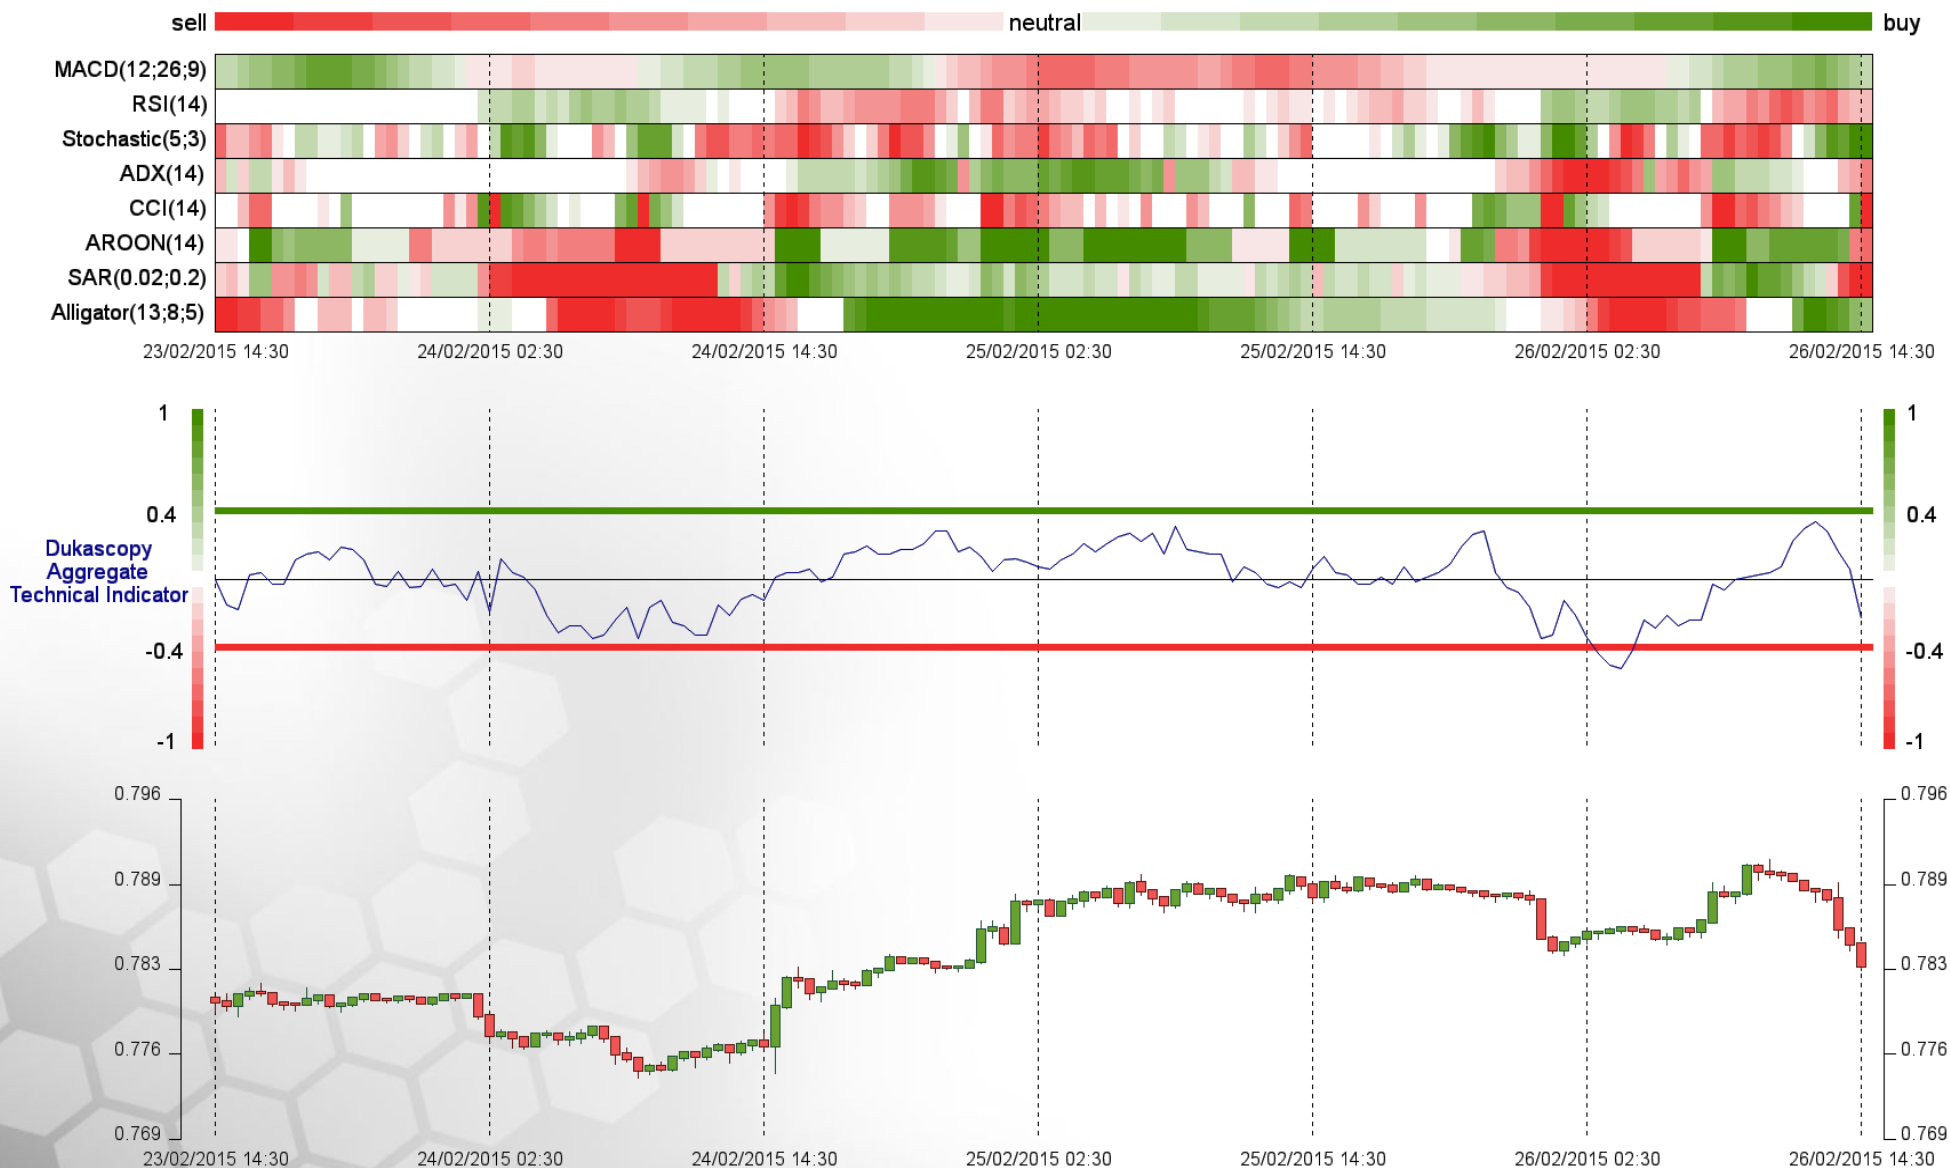 sell neutral buy
MACD(12;26;9)
RSI(14)
Stochastic(5;3)
ADX(14)
CCI(14)
AROON(14)
SAR(0.02;0.2)
Alligator(13;8;5)
23/02/2015 14:30 24/02/2015 02:30 24/02/2015 14:30 25/02/2015 02:30 25/02/2015 14:30 26/02/2015 02:30 26/02/2015 14:30
1 1
0.4 0.4
Dukascopy
Aggregate
Technical Indicator
-0.4 -0.4
-1 -1
0.796 0.796
0.789 0.789
0.783 0.783
0.776 0.776
0.769 0.769
23/02/2015 14:30 24/02/2015 02:30 24/02/2015 14:30 25/02/2015 02:30 25/02/2015 14:30 26/02/2015 02:30 26/02/2015 14:30